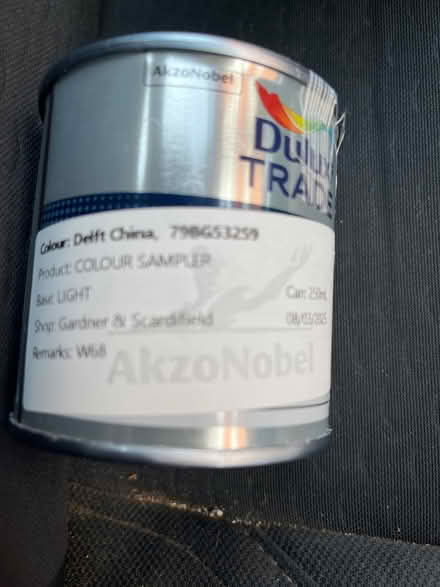 AkzoNobel
Dulux
TRADE
Colour: Delft China, 79BG53259
Product: COLOUR SAMPLER
Base: LIGHT
Can: 250mL
Shop: Gardner & Scardifield
08/03/2025
Remarks: W68
AkzoNobel